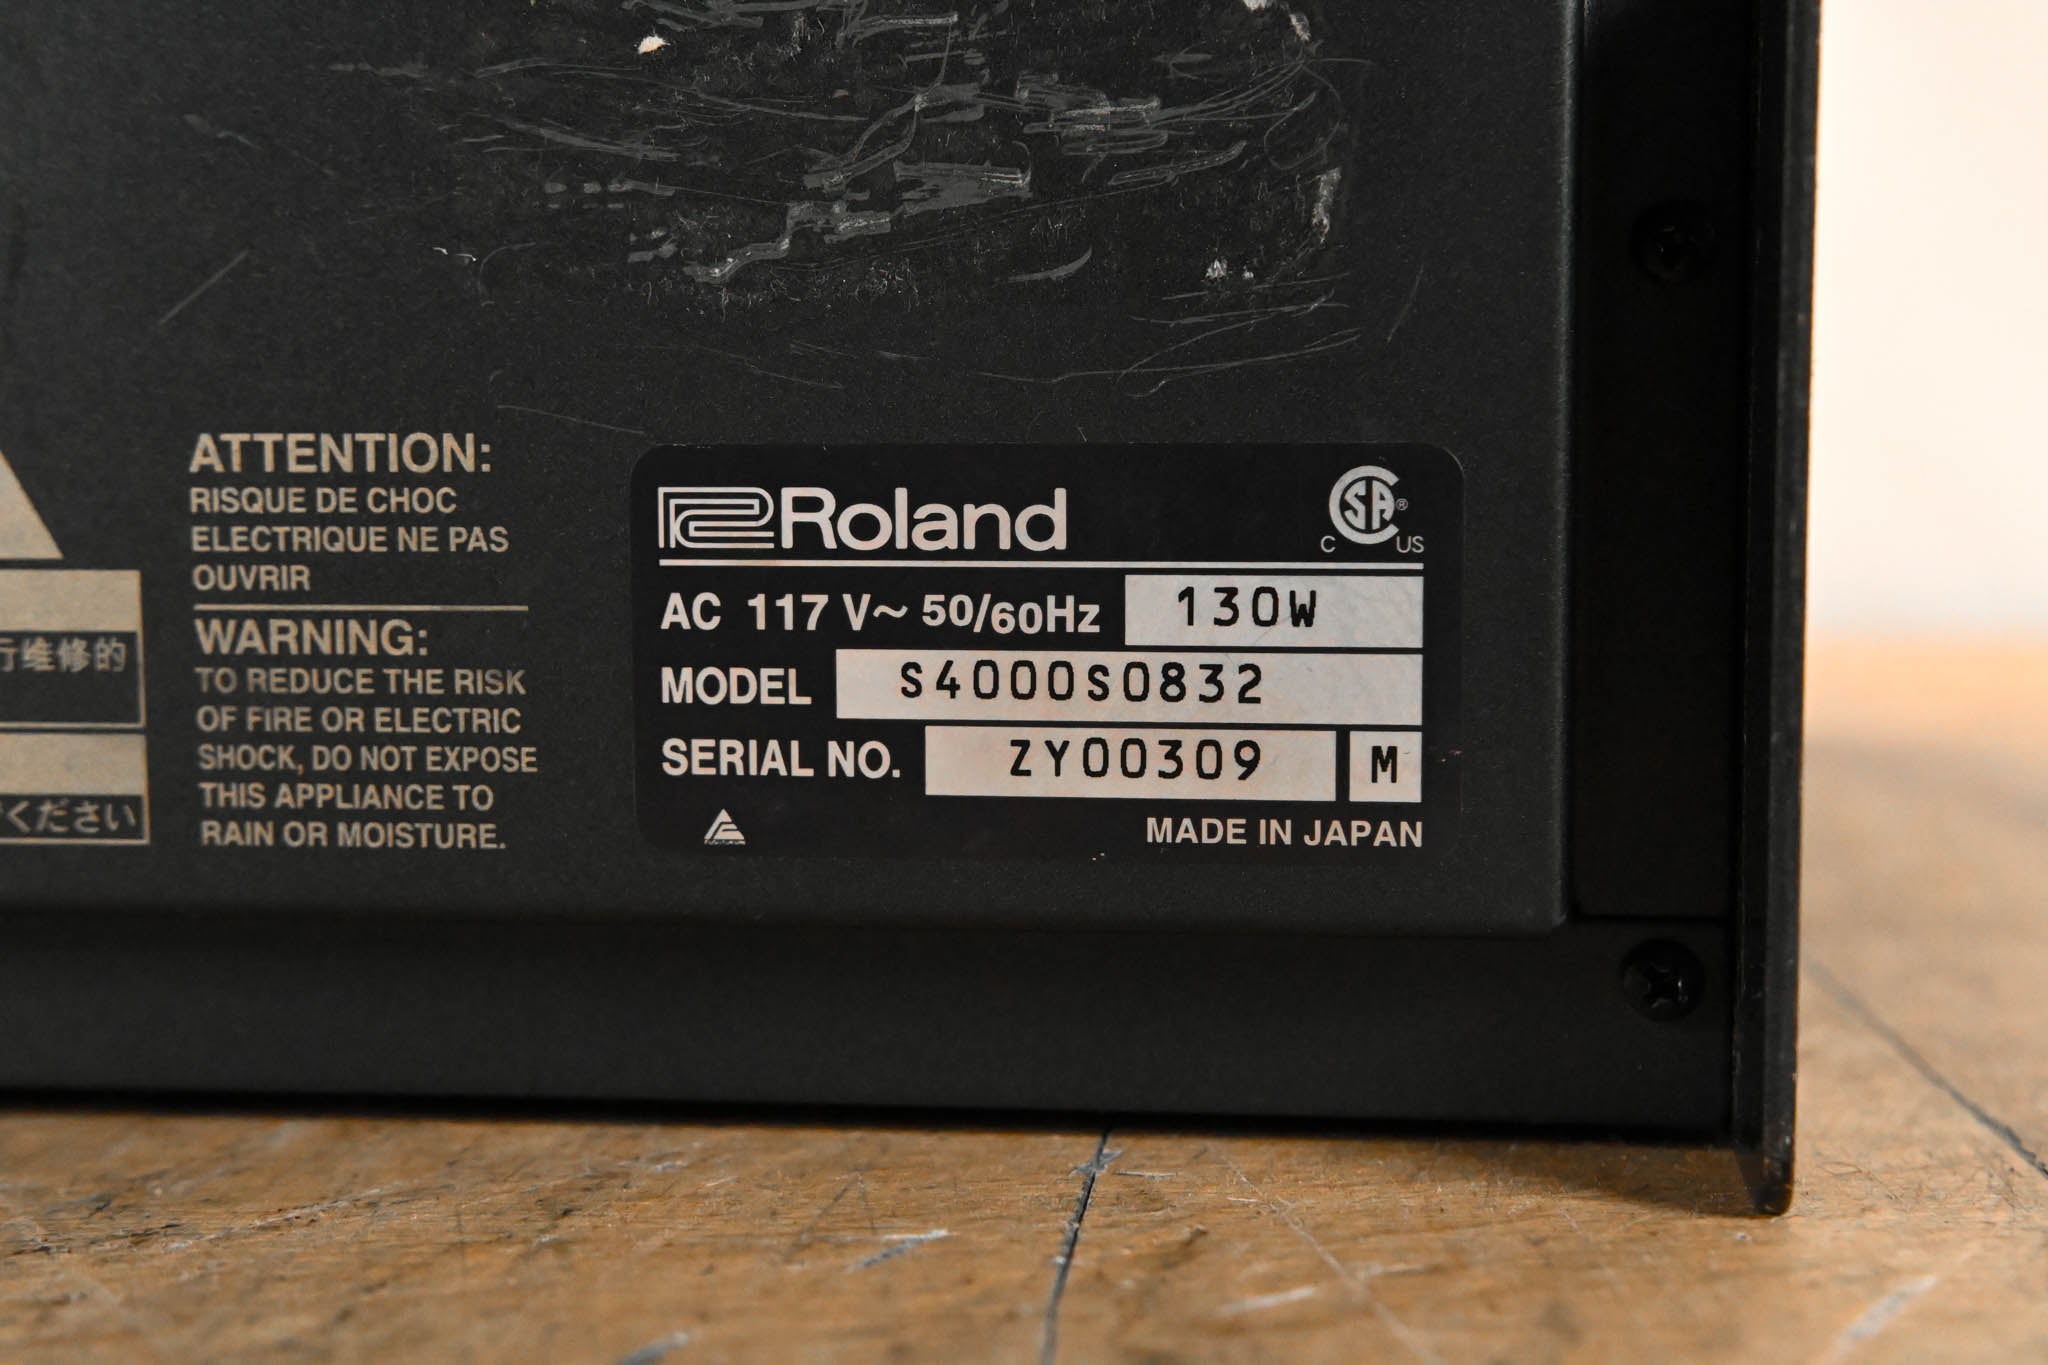 ATTENTION:
RISQUE DE CHOC
ELECTRIQUE NE PAS
OUVRIR
WARNING:
TO REDUCE THE RISK
OF FIRE OR ELECTRIC
SHOCK, DO NOT EXPOSE
THIS APPLIANCE TO
RAIN OR MOISTURE.
行维修的
ください
Roland
CSA®
C US
AC 117 V~ 50/60Hz 130W
MODEL S4000S0832
SERIAL NO. ZY00309 M
MADE IN JAPAN